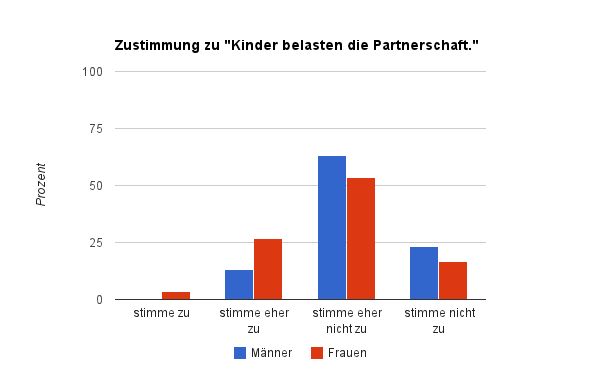 Zustimmung zu "Kinder belasten die Partnerschaft."
100
75
50
25
0
Prozent
stimme zu
stimme eher
zu
stimme eher
nicht zu
stimme nicht
zu
Männer
Frauen